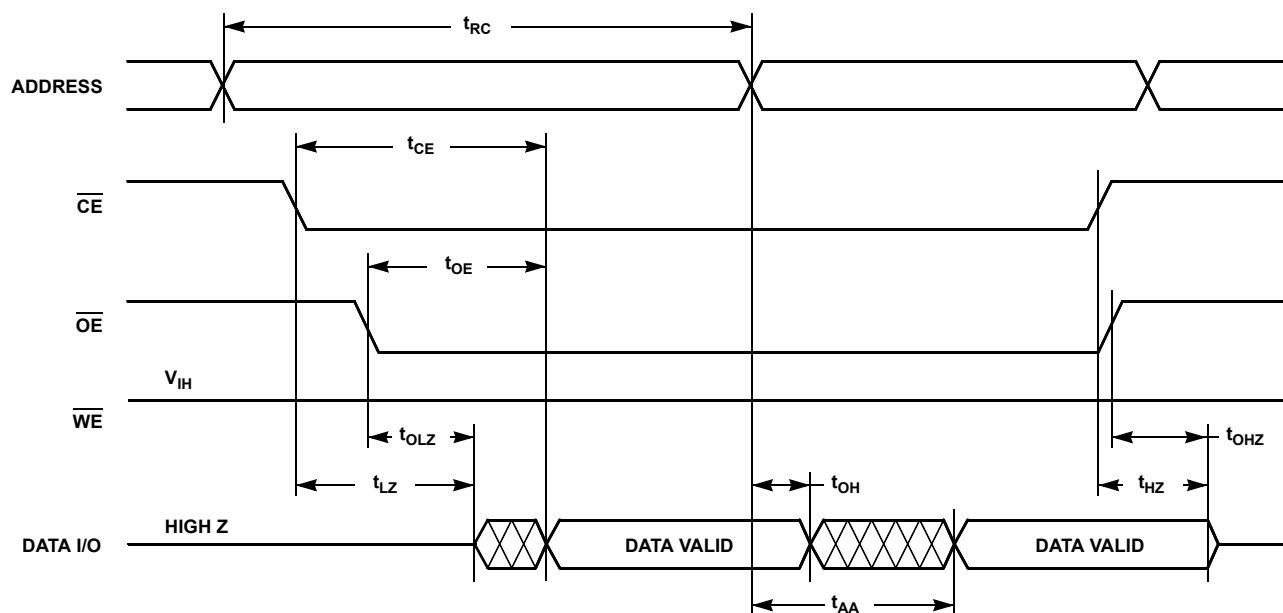 tRC
ADDRESS
tCE
CE
tOE
OE
VIH
WE
tOLZ
tOHZ
tLZ
tOH
tHZ
HIGH Z
DATA I/O
DATA VALID
DATA VALID
tAA